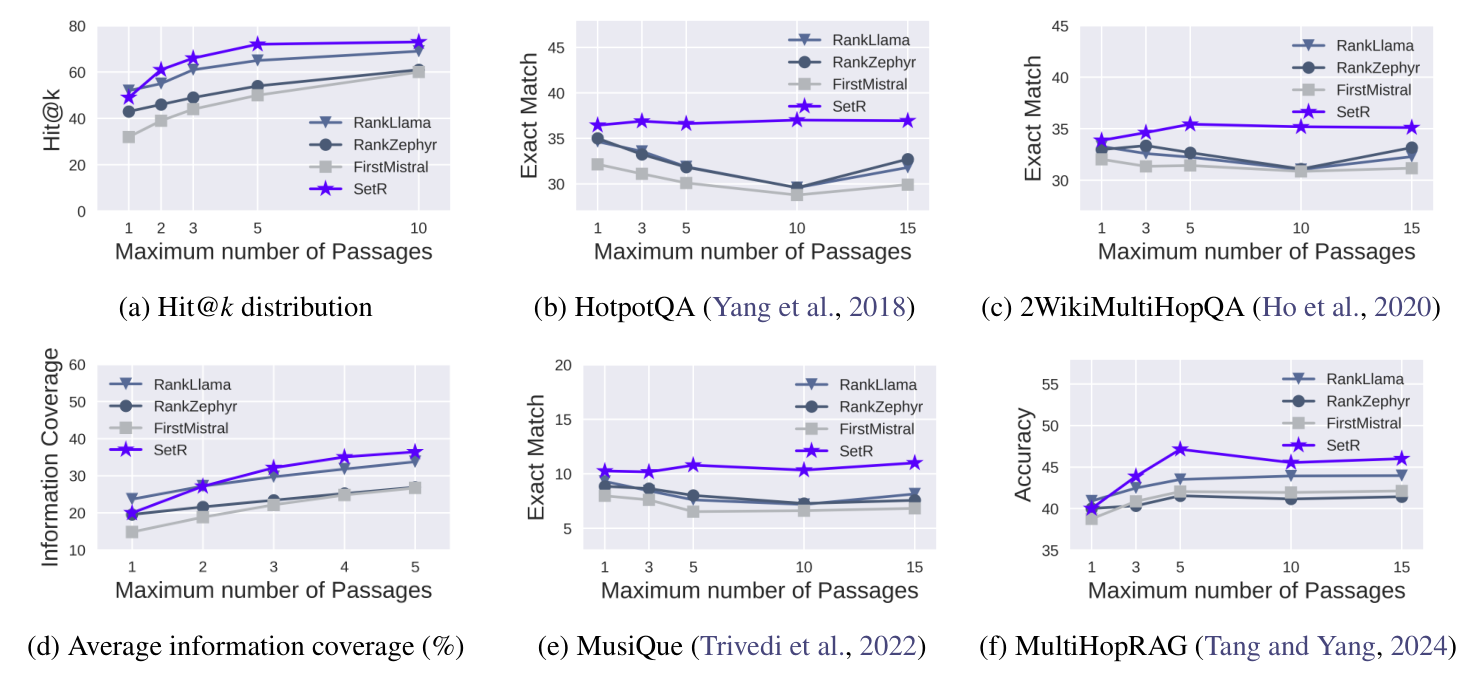 80
60
40
20
0
Hit@k
RankLlama
RankZephyr
FirstMistral
SetR
1 2 3 5 10
Maximum number of Passages
(a) Hit@k distribution
45
40
35
30
Exact Match
RankLlama
RankZephyr
FirstMistral
SetR
1 3 5 10 15
Maximum number of Passages
(b) HotpotQA (Yang et al., 2018)
45
40
35
30
Exact Match
RankLlama
RankZephyr
FirstMistral
SetR
1 3 5 10 15
Maximum number of Passages
(c) 2WikiMultiHopQA (Ho et al., 2020)
60
50
40
30
20
10
Information Coverage
RankLlama
RankZephyr
FirstMistral
SetR
1 2 3 4 5
Maximum number of Passages
(d) Average information coverage (%)
20
15
10
5
Exact Match
RankLlama
RankZephyr
FirstMistral
SetR
1 3 5 10 15
Maximum number of Passages
(e) MusiQue (Trivedi et al., 2022)
55
50
45
40
35
Accuracy
RankLlama
RankZephyr
FirstMistral
SetR
1 3 5 10 15
Maximum number of Passages
(f) MultiHopRAG (Tang and Yang, 2024)